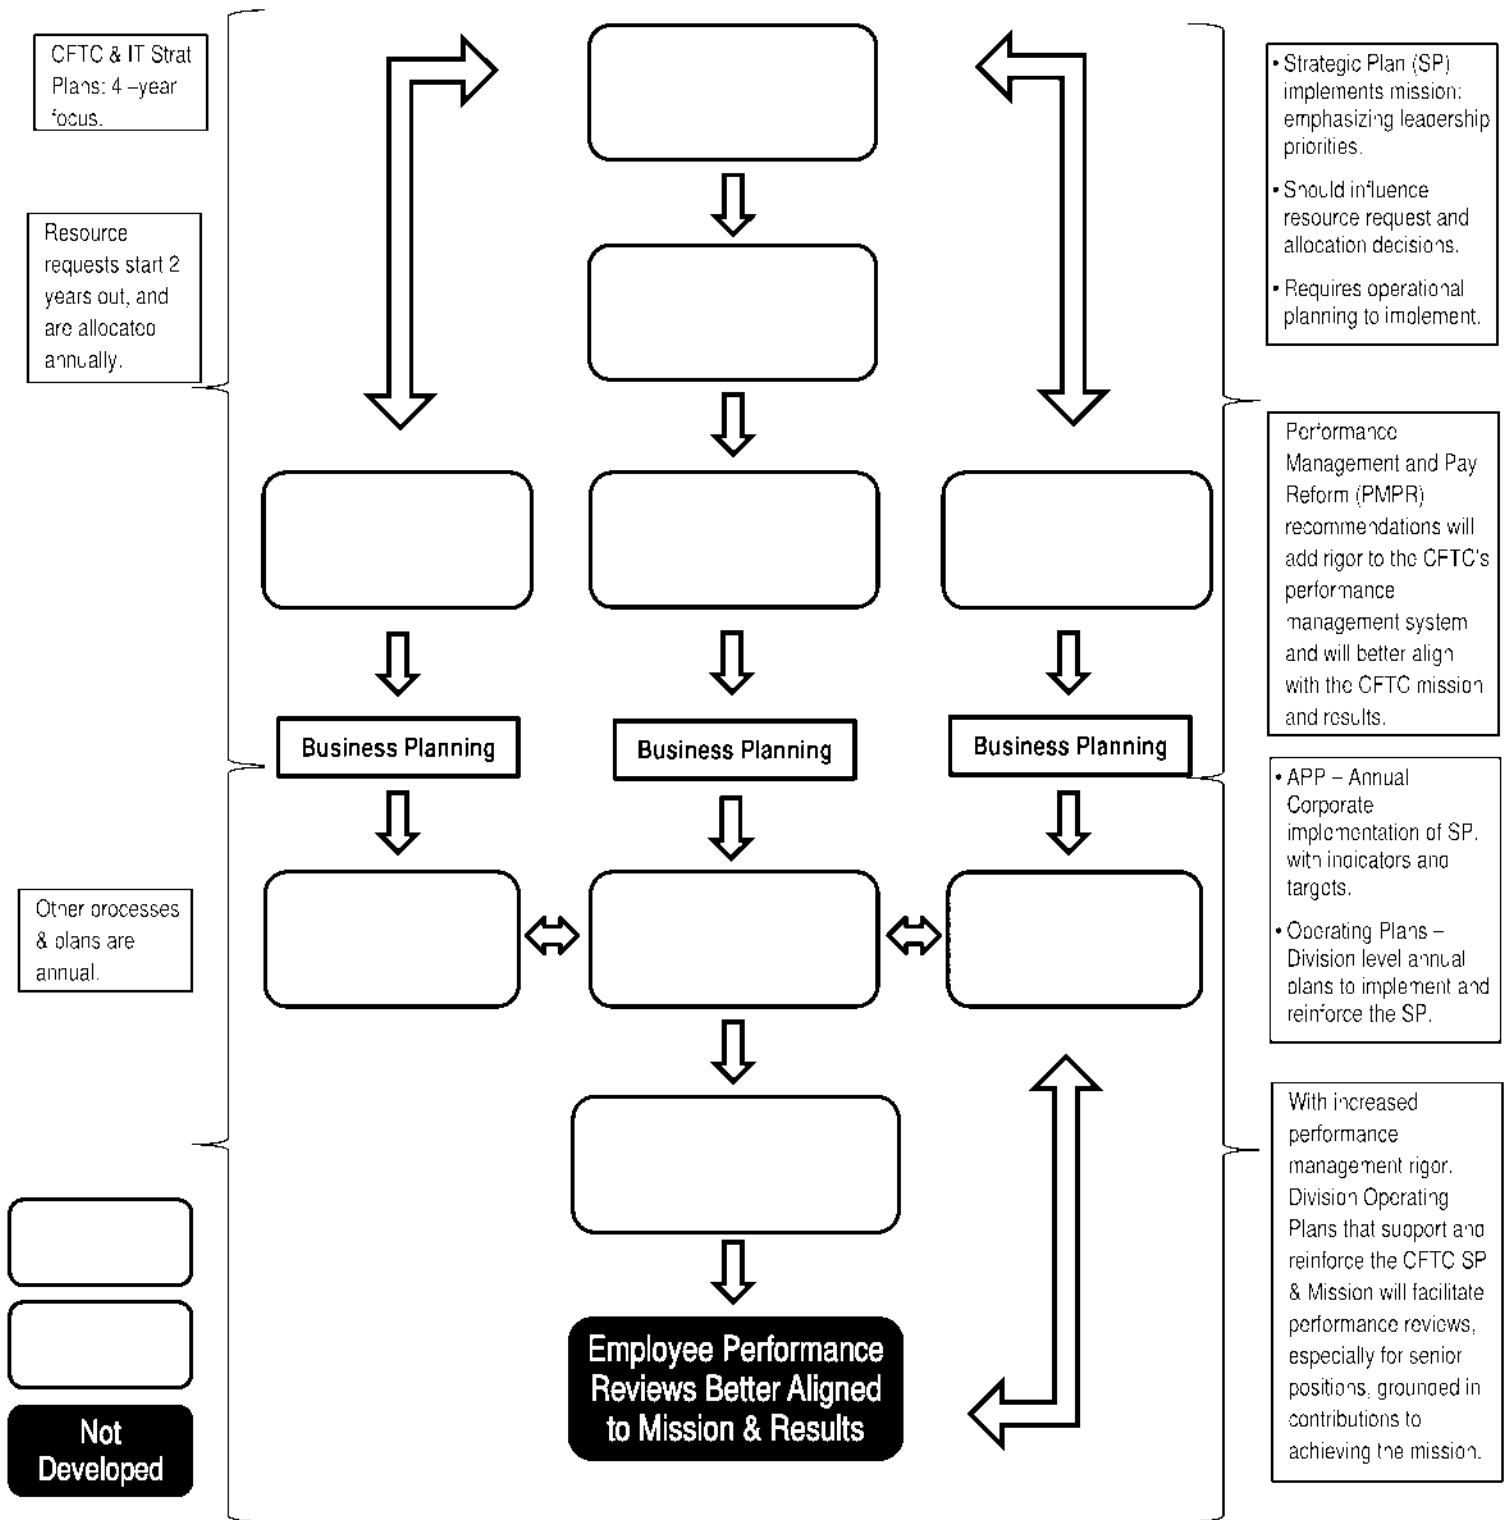 CFTC & IT Strat
Plans: 4 –year
focus.
Resource
requests start 2
years out, and
are allocated
annually.
Other processes
& plans are
annual.
Not
Developed
Business Planning
Business Planning
Business Planning
Employee Performance
Reviews Better Aligned
to Mission & Results
• Strategic Plan (SP)
implements mission:
emphasizing leadership
priorities.
• Should influence
resource request and
allocation decisions.
• Requires operational
planning to implement.
Performance
Management and Pay
Reform (PMPR)
recommendations will
add rigor to the CFTC's
performance
management system
and will better align
with the CFTC mission
and results.
• APP – Annual
Corporate
implementation of SP.
with indicators and
targets.
• Operating Plans –
Division level annual
plans to implement and
reinforce the SP.
With increased
performance
management rigor.
Division Operating
Plans that support and
reinforce the CFTC SP
& Mission will facilitate
performance reviews,
especially for senior
positions, grounded in
contributions to
achieving the mission.